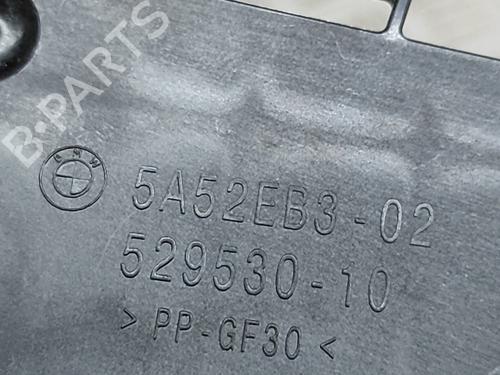 B-PARTS
BMW
5A52EB3-02
529530-10
> PP-GF30 <